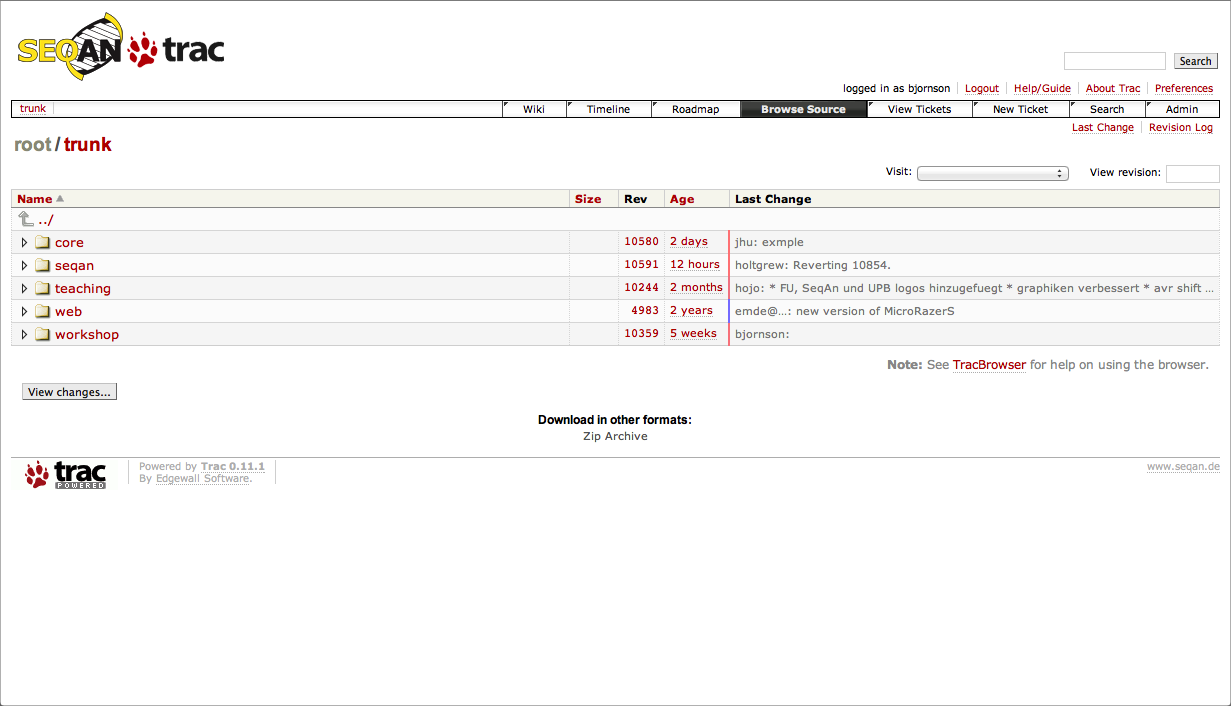 SEQAN trac
Search
logged in as bjornson Logout Help/Guide About Trac Preferences
trunk Wiki Timeline Roadmap Browse Source View Tickets New Ticket Search Admin
Last Change Revision Log
root/trunk
Visit: View revision:
Name Size Rev Age Last Change
../
core 10580 2 days jhu: exmple
seqan 10591 12 hours holtgrew: Reverting 10854.
teaching 10244 2 months hojo: * FU, SeqAn und UPB logos hinzugefuegt * graphiken verbessert * avr shift ...
web 4983 2 years emde@...: new version of MicroRazerS
workshop 10359 5 weeks bjornson:
Note: See TracBrowser for help on using the browser.
View changes...
Download in other formats:
Zip Archive
trac POWERED
Powered by Trac 0.11.1
By Edgewall Software.
www.seqan.de